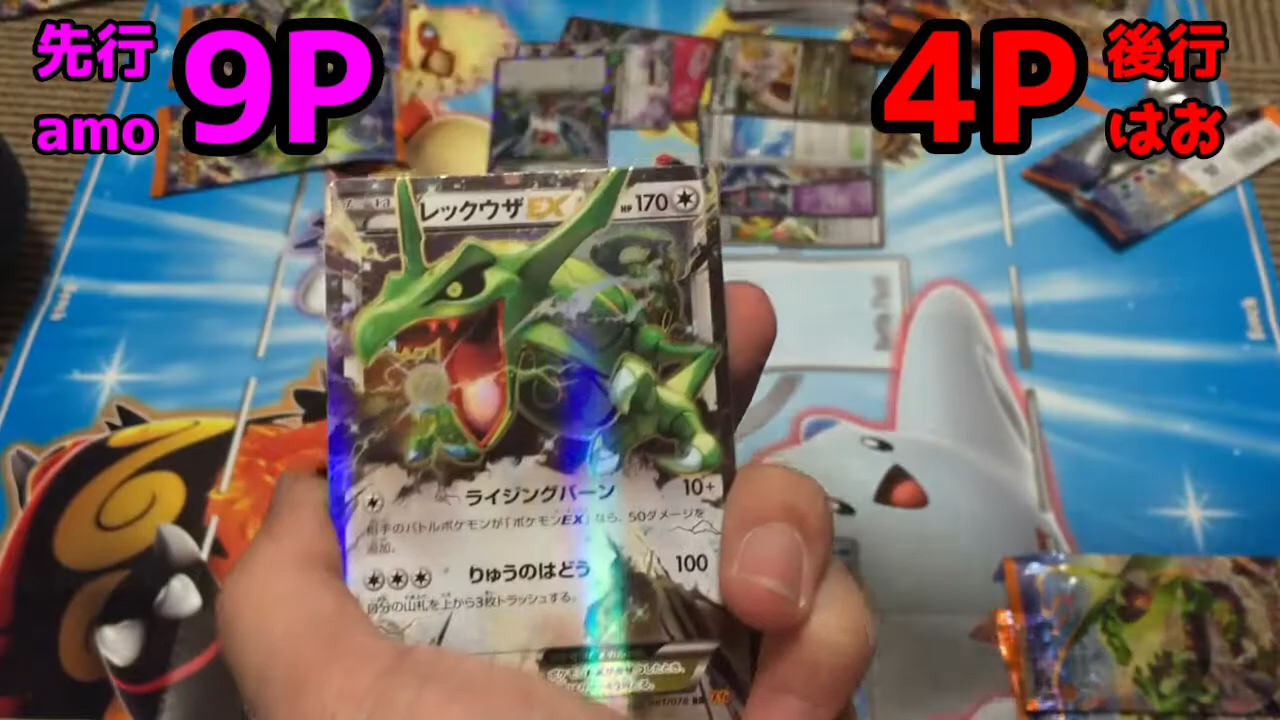 先行
amo
9P
4P
後行
はお
レックウザEX
HP170
ライジングバーン 10+
相手のバトルポケモンが「ポケモンEX」なら、50ダメージを
追加。
りゅうのはどう 100
自分の山札を上から3枚トラッシュする。